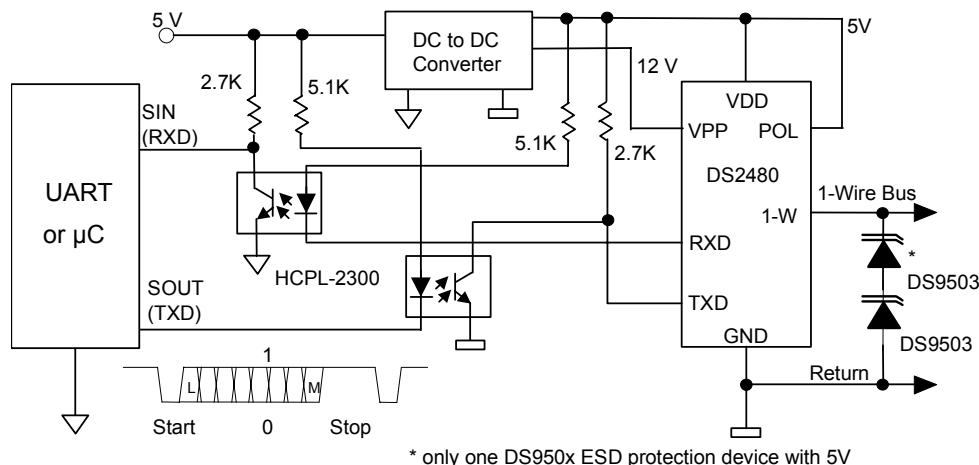 5 V
DC to DC
Converter
5V
2.7K
5.1K
12 V
SIN
(RXD)
5.1K
2.7K
VDD
VPP
POL
DS2480
UART
or µC
1-Wire Bus
1-W
RXD
HCPL-2300
*
DS9503
SOUT
(TXD)
TXD
GND
DS9503
1
L
M
Return
Start
0
Stop
* only one DS950x ESD protection device with 5V